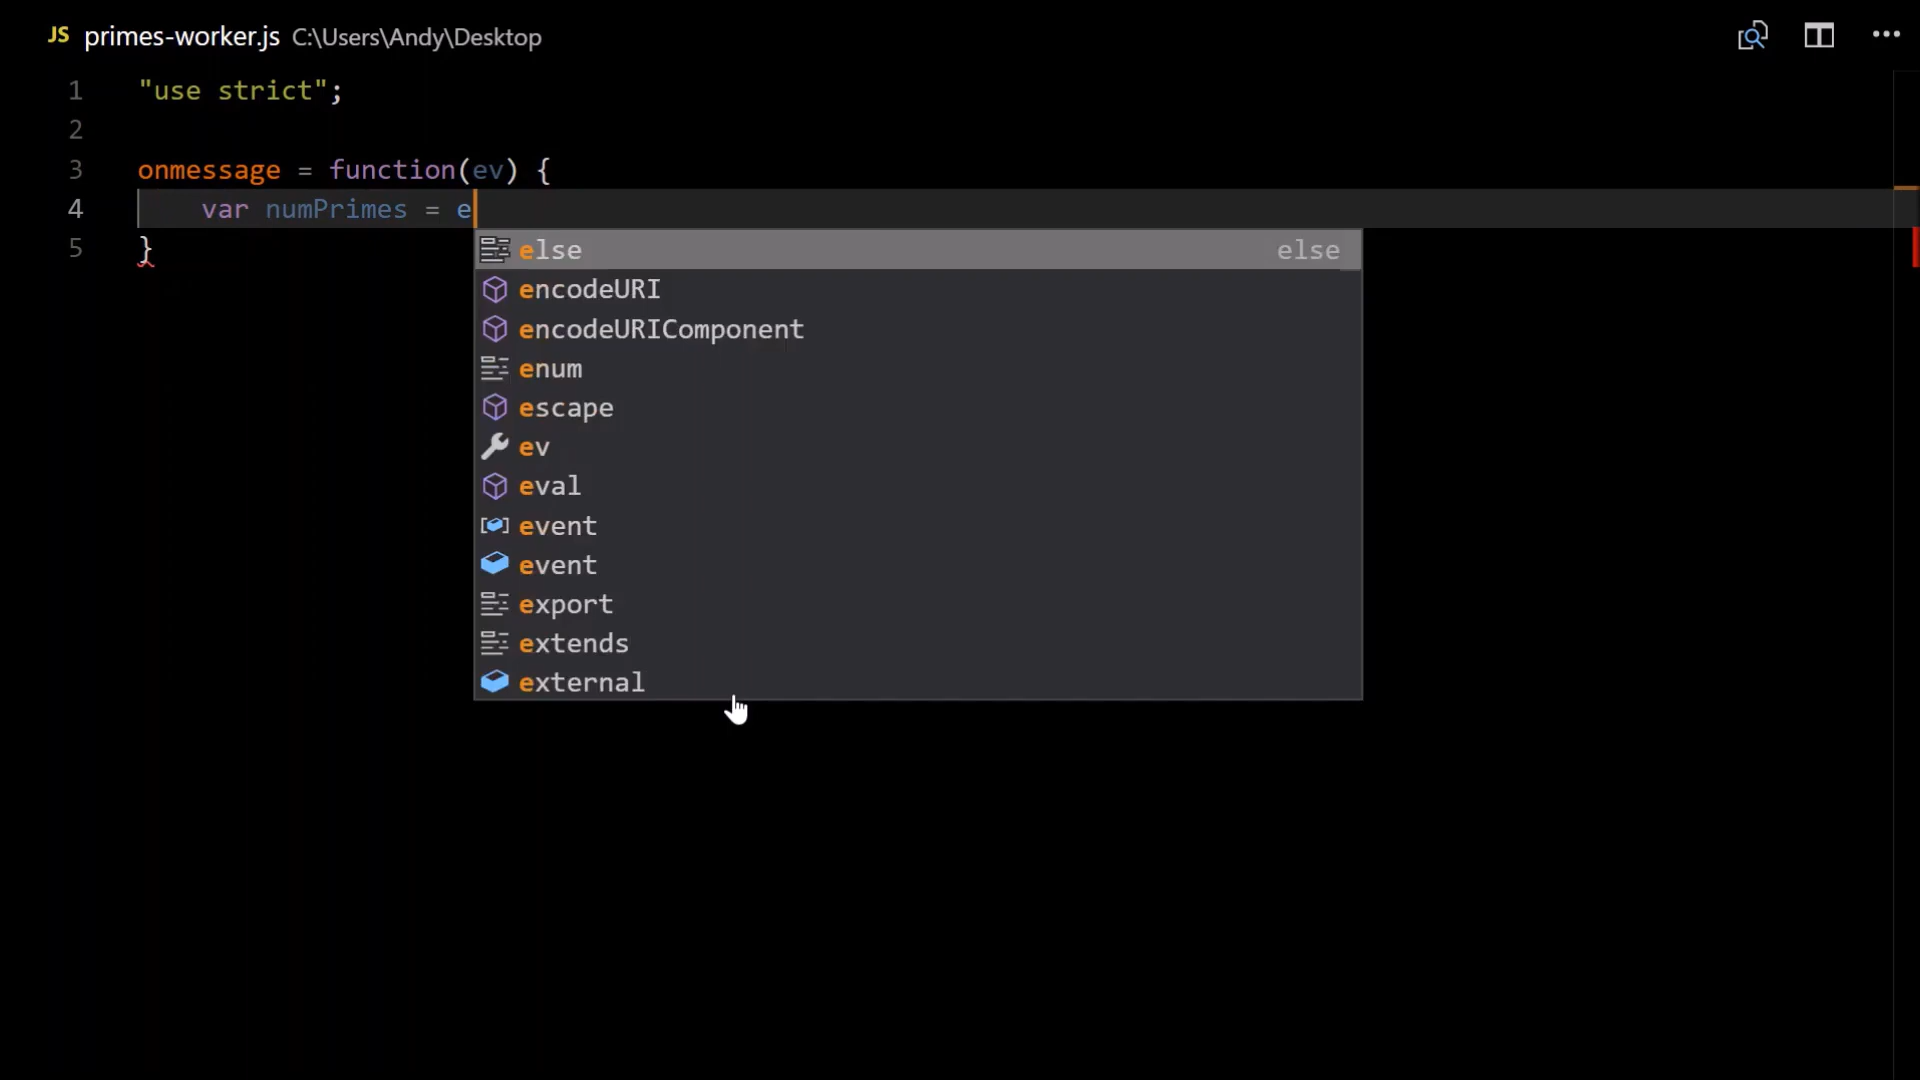 JS primes-worker.js C:\Users\Andy\Desktop
1 "use strict";
2
3 onmessage = function(ev) {
4 var numPrimes = e
5 }
else else
encodeURI
encodeURIComponent
enum
escape
ev
eval
event
event
export
extends
external